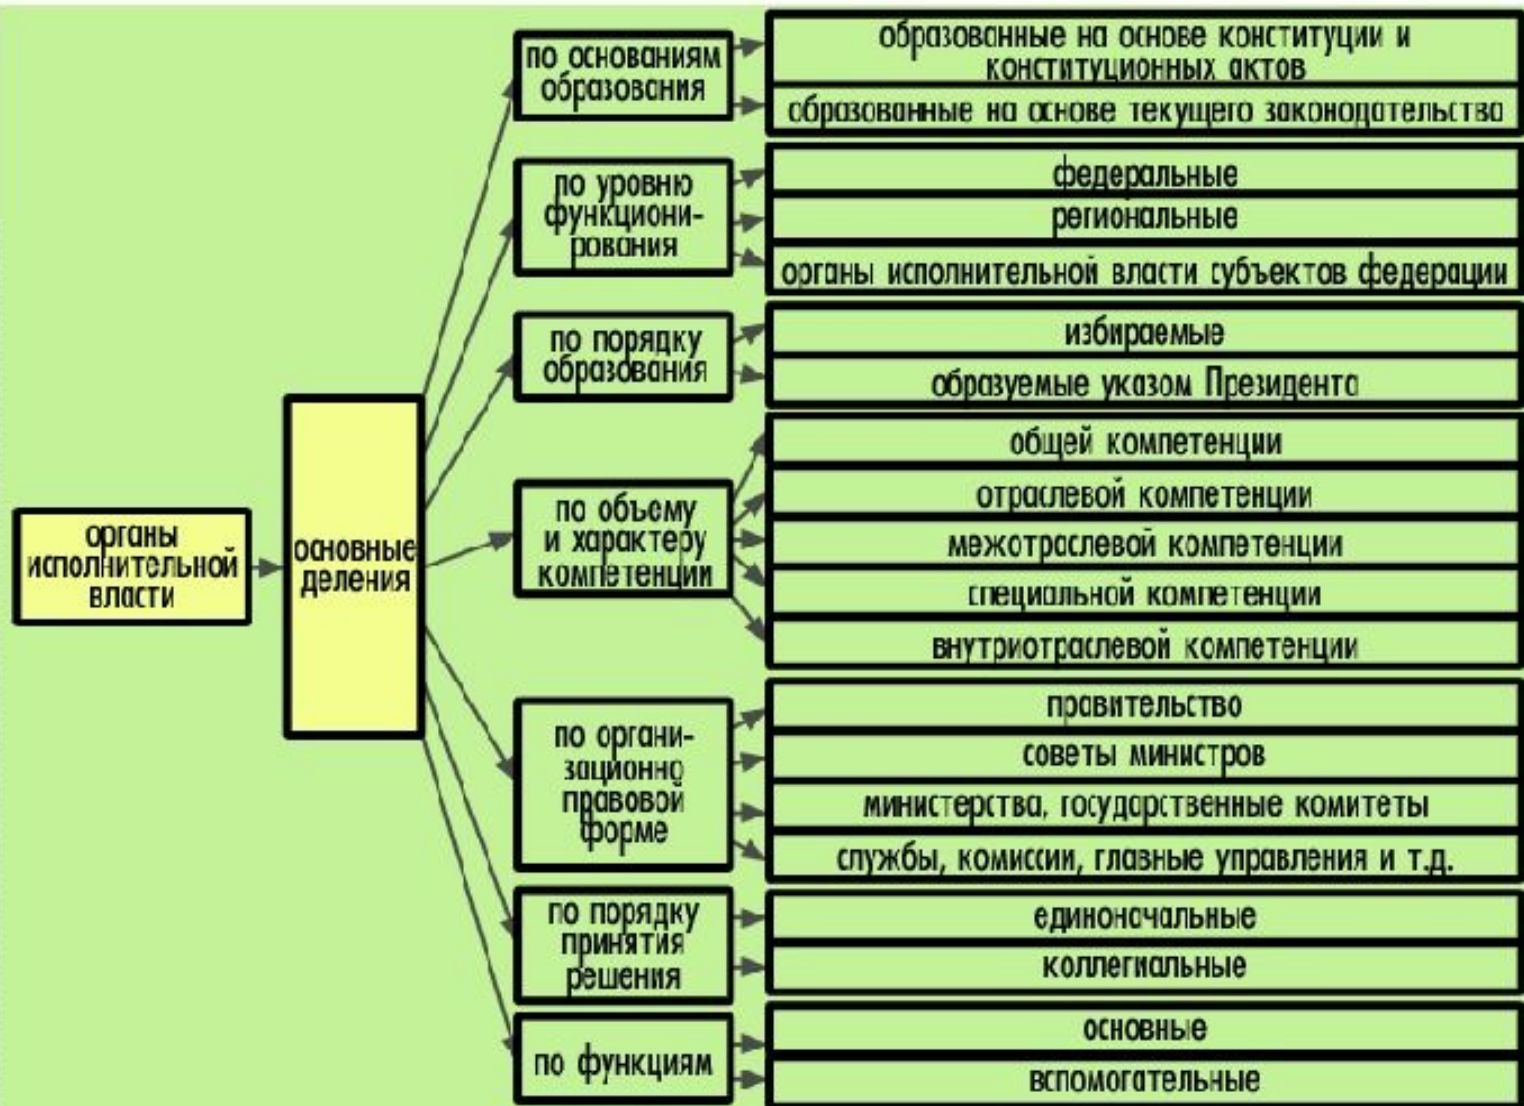 органы
исполнительной
власти
основные
деления
по основаниям
образования
образованные на основе конституции и
конституционных актов
образованные на основе текущего законодательства
по уровню
функциони-
рования
федеральные
региональные
органы исполнительной власти субъектов федерации
по порядку
образования
избираемые
образуемые указом Президента
по объему
и характеру
компетенции
общей компетенции
отраслевой компетенции
межотраслевой компетенции
специальной компетенции
внутриотраслевой компетенции
по органи-
зационно
правовой
форме
правительство
советы министров
министерства, государственные комитеты
службы, комиссии, главные управления и т.д.
по порядку
принятия
решения
единоначальные
коллегиальные
по функциям
основные
вспомогательные